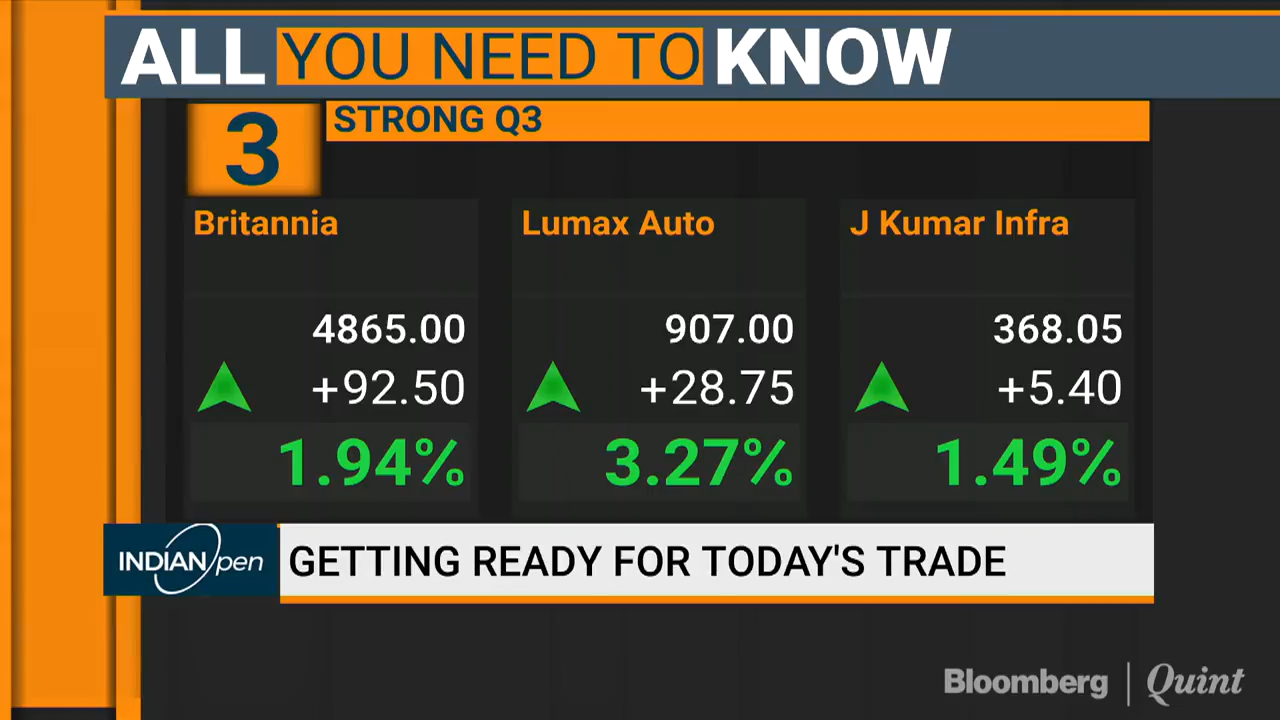 ALL YOU NEED TO KNOW
3
STRONG Q3
Britannia
4865.00
+92.50
1.94%
Lumax Auto
907.00
+28.75
3.27%
J Kumar Infra
368.05
+5.40
1.49%
INDIAN Open
GETTING READY FOR TODAY'S TRADE
Bloomberg | Quint